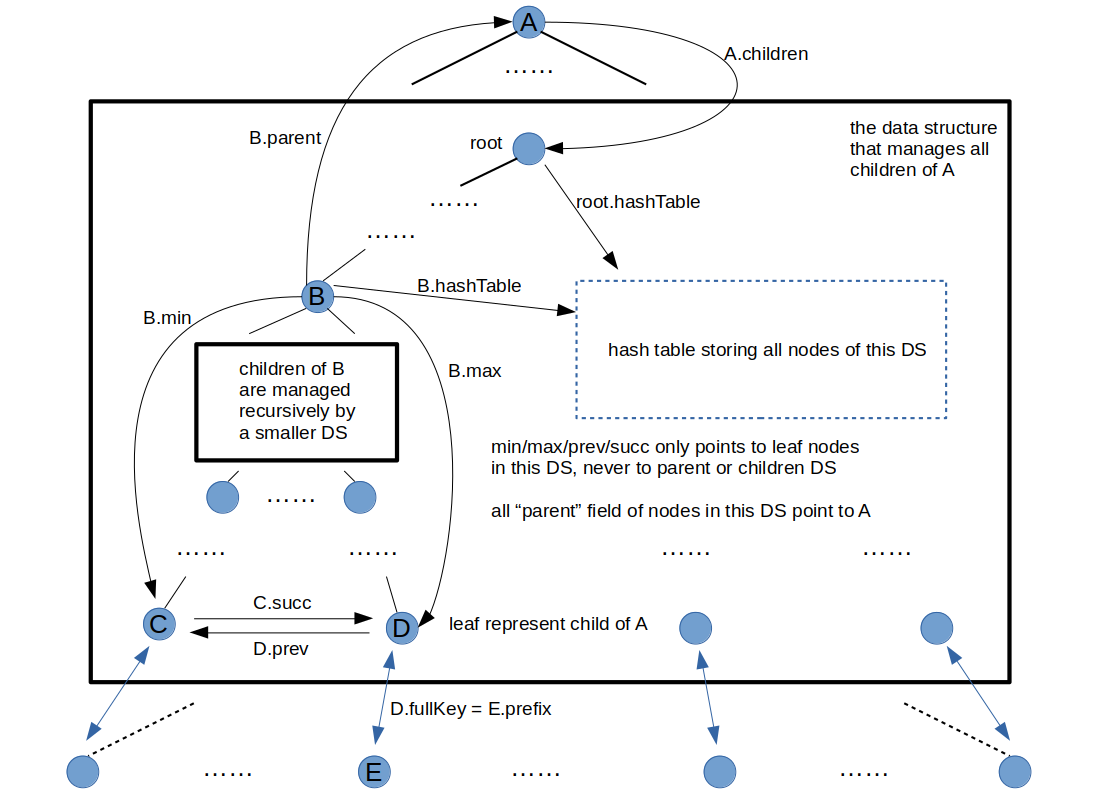 A
……
A.children
B.parent
root
the data structure
that manages all
children of A
……
root.hashTable
……
B.hashTable
B
B.min
hash table storing all nodes of this DS
children of B
are managed
recursively by
a smaller DS
B.max
min/max/prev/succ only points to leaf nodes
in this DS, never to parent or children DS
……
all “parent” field of nodes in this DS point to A
……
……
……
……
C.succ
C
D
leaf represent child of A
D.prev
D.fullKey = E.prefix
……
E
……
……